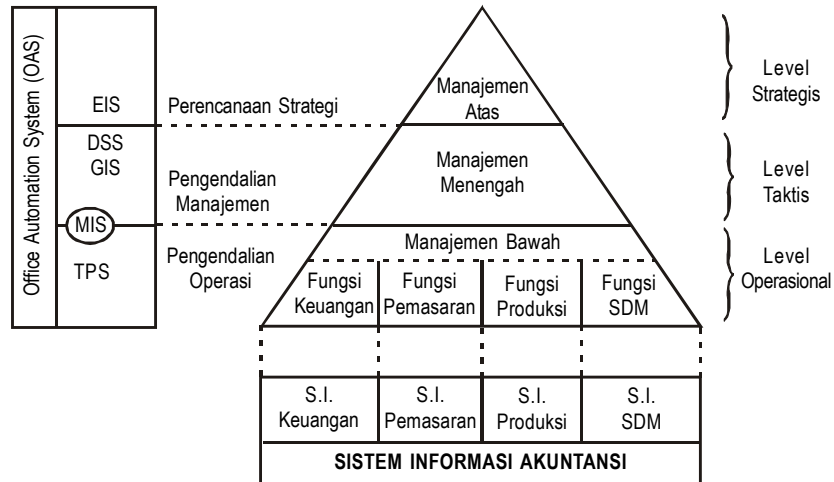 Office Automation System (OAS)
EIS
DSS
GIS
MIS
TPS
Perencanaan Strategi
Pengendalian
Manajemen
Pengendalian
Operasi
Manajemen
Atas
Manajemen
Menengah
Manajemen Bawah
Fungsi
Keuangan
Fungsi
Pemasaran
Fungsi
Produksi
Fungsi
SDM
Level
Strategis
Level
Taktis
Level
Operasional
S.I.
Keuangan
S.I.
Pemasaran
S.I.
Produksi
S.I.
SDM
SISTEM INFORMASI AKUNTANSI